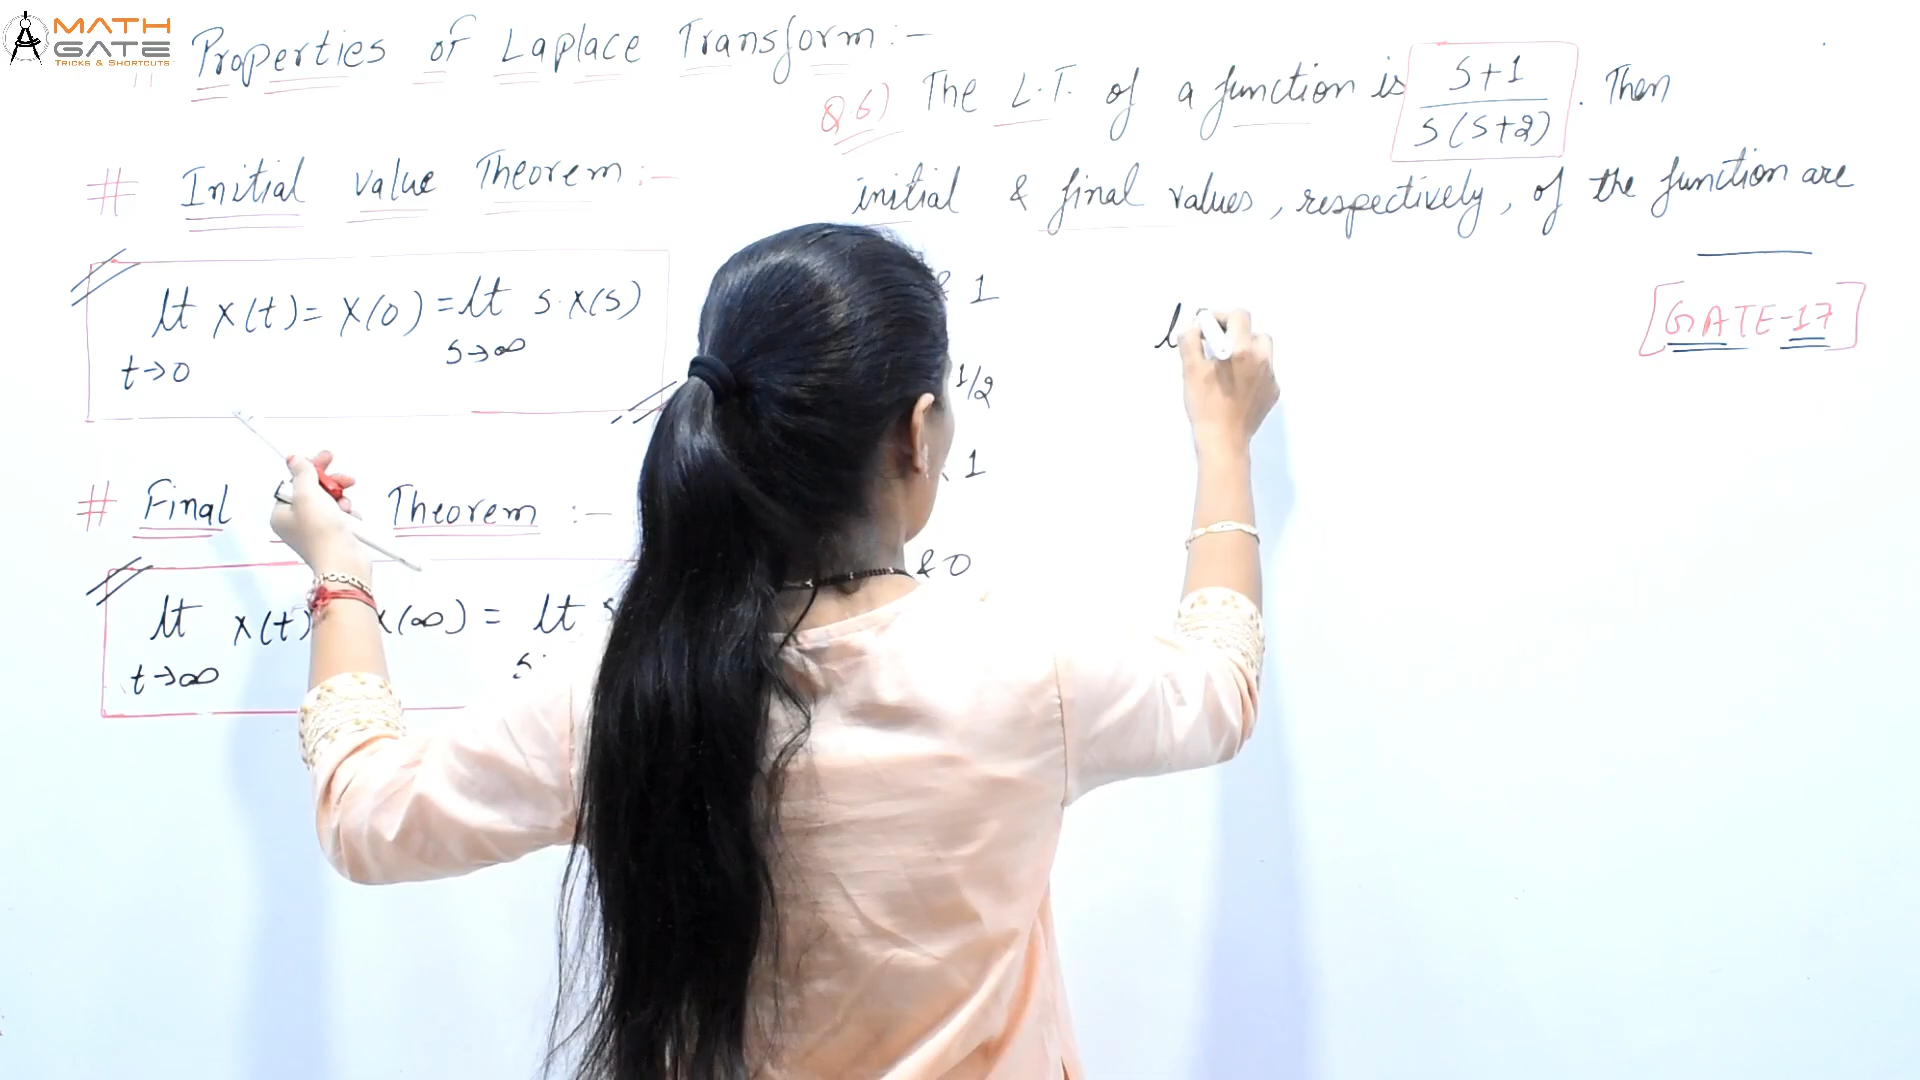 MATH
GATE
TRICKS & SHORTCUTS
Properties of Laplace Transform :-
# Initial value Theorem :-
lt x(t) = x(0) = lt s·x(s)
t→0 s→∞
# Final Theorem :-
lt x(t) x(∞) = lt s
t→∞ s
Q.6) The L.T. of a function is s+1 / s(s+2) . Then
initial & final values, respectively, of the function are
[GATE-17]
& 1
1/2
1
& 0
l